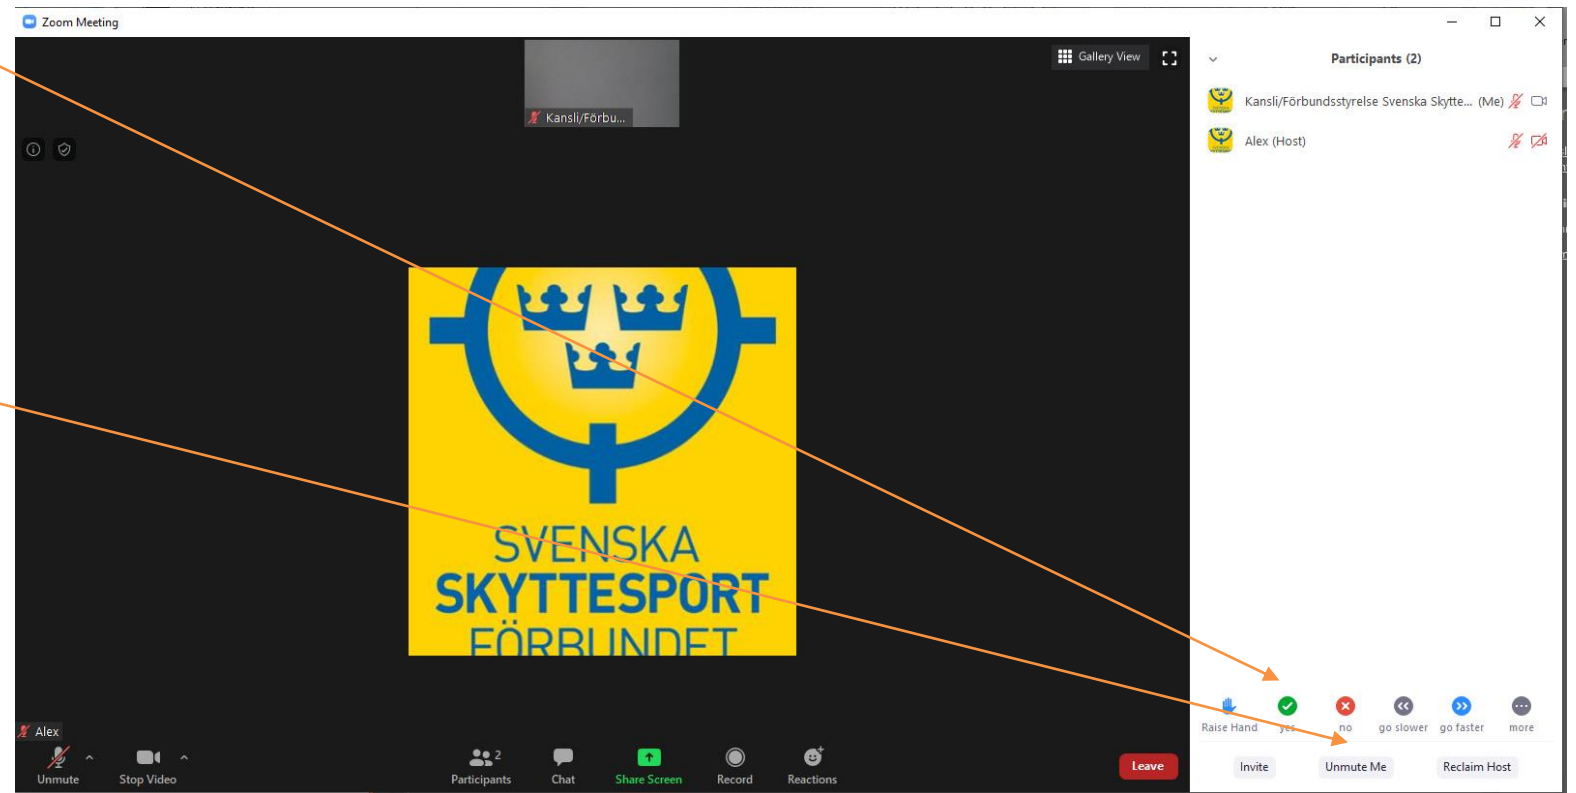 Zoom Meeting
Gallery View
Participants (2)
Kansli/Förbundsstyrelse Svenska Skytte... (Me)
Kansli/Förbu...
Alex (Host)
SVENSKA
SKYTTESPORT
FÖRBUNDET
Alex
Raise Hand yes no go slower go faster more
2
Unmute Stop Video Participants Chat Share Screen Record Reactions
Leave
Invite Unmute Me Reclaim Host